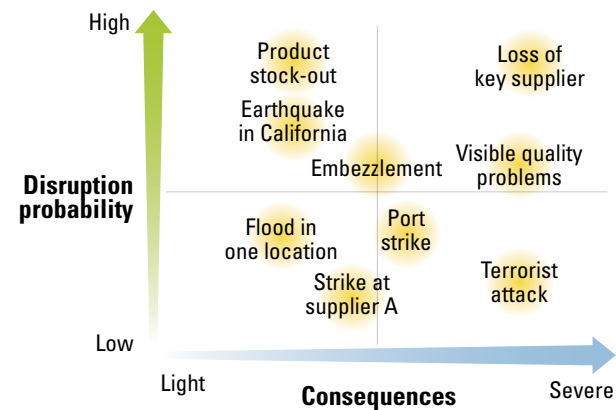 High
Product
stock-out
Loss of
key supplier
Earthquake
in California
Embezzlement
Visible quality
problems
Disruption
probability
Flood in
one location
Port
strike
Strike at
supplier A
Terrorist
attack
Low
Light
Consequences
Severe